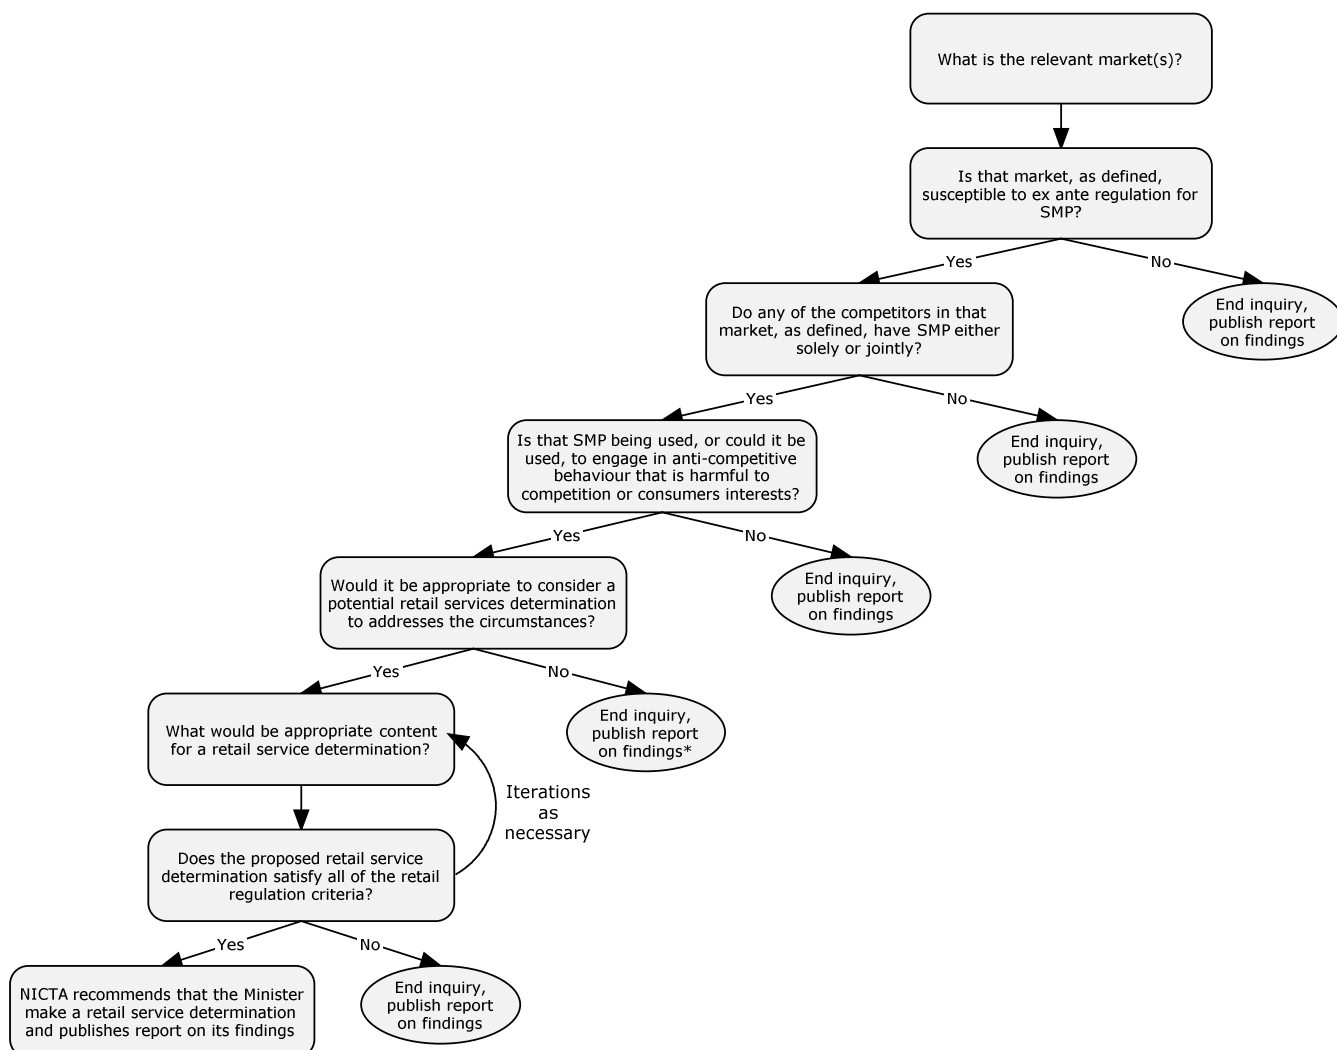 What is the relevant market(s)?
Is that market, as defined,
susceptible to ex ante regulation for
SMP?
Yes
No
Do any of the competitors in that
market, as defined, have SMP either
solely or jointly?
End inquiry,
publish report
on findings
Yes
No
Is that SMP being used, or could it be
used, to engage in anti-competitive
behaviour that is harmful to
competition or consumers interests?
End inquiry,
publish report
on findings
Yes
No
Would it be appropriate to consider a
potential retail services determination
to addresses the circumstances?
End inquiry,
publish report
on findings
Yes
No
What would be appropriate content
for a retail service determination?
End inquiry,
publish report
on findings*
Iterations
as
necessary
Does the proposed retail service
determination satisfy all of the retail
regulation criteria?
Yes
No
NICTA recommends that the Minister
make a retail service determination
and publishes report on its findings
End inquiry,
publish report
on findings